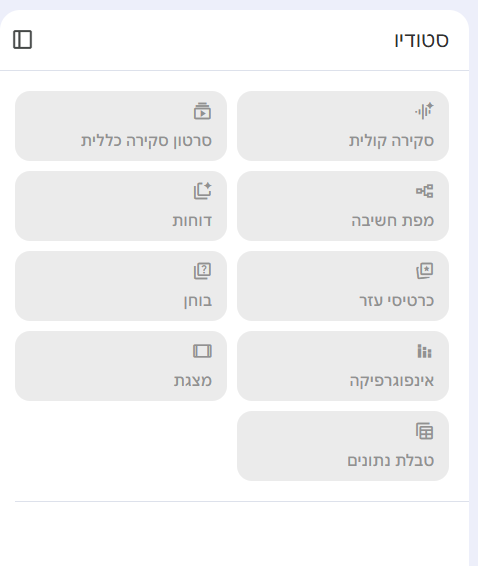 סטודיו
סקירה קולית
סרטון סקירה כללית
מפת חשיבה
דוחות
כרטיסי עזר
בוחן
אינפוגרפיקה
מצגת
טבלת נתונים